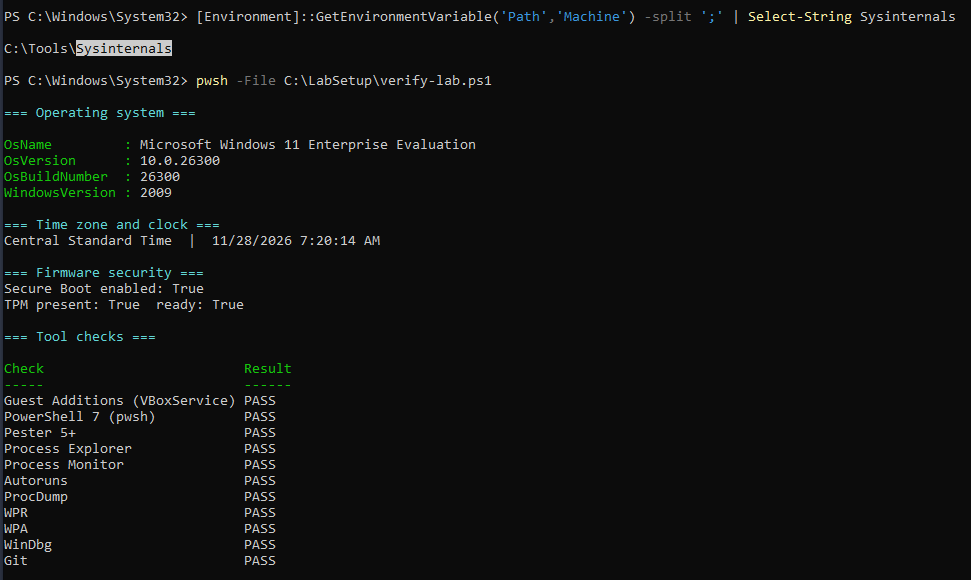 PS C:\Windows\System32> [Environment]::GetEnvironmentVariable('Path','Machine') -split ';' | Select-String Sysinternals
C:\Tools\Sysinternals
PS C:\Windows\System32> pwsh -File C:\LabSetup\verify-lab.ps1
=== Operating system ===
OsName         : Microsoft Windows 11 Enterprise Evaluation
OsVersion      : 10.0.26300
OsBuildNumber  : 26300
WindowsVersion : 2009
=== Time zone and clock ===
Central Standard Time  |  11/28/2026 7:20:14 AM
=== Firmware security ===
Secure Boot enabled: True
TPM present: True  ready: True
=== Tool checks ===
Check                         Result
-----                         ------
Guest Additions (VBoxService) PASS
PowerShell 7 (pwsh)           PASS
Pester 5+                     PASS
Process Explorer              PASS
Process Monitor               PASS
Autoruns                      PASS
ProcDump                      PASS
WPR                           PASS
WPA                           PASS
WinDbg                        PASS
Git                           PASS